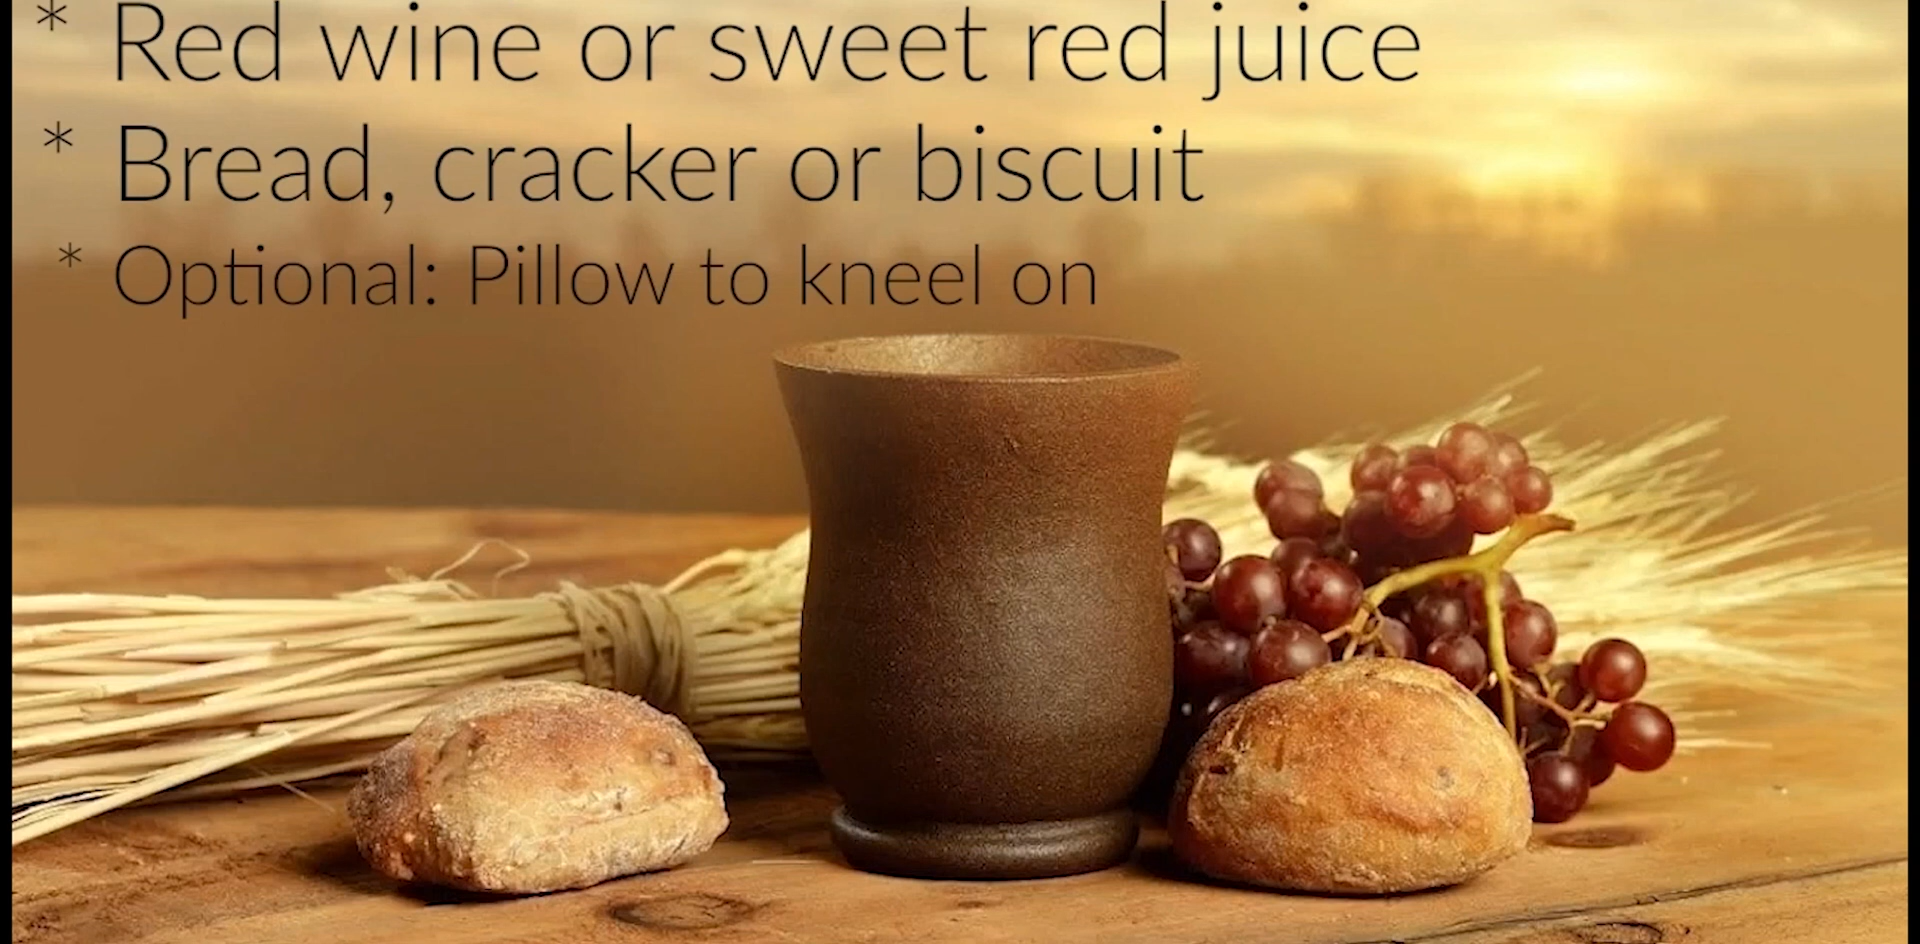 * Red wine or sweet red juice
* Bread, cracker or biscuit
* Optional: Pillow to kneel on